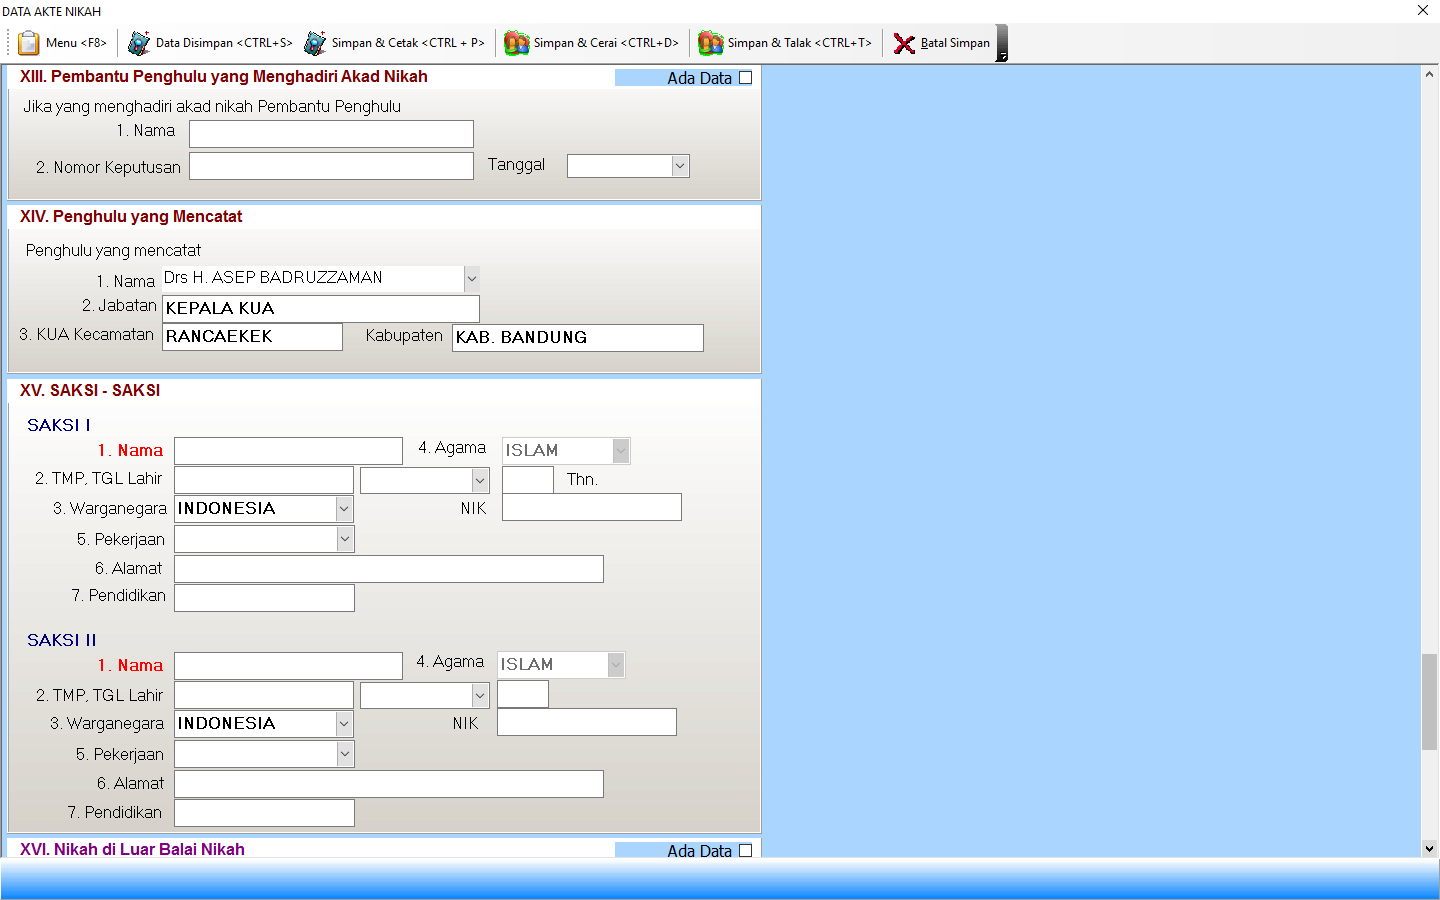 DATA AKTE NIKAH
Menu <F8> Data Disimpan <CTRL+S> Simpan & Cetak <CTRL + P> Simpan & Cerai <CTRL+D> Simpan & Talak <CTRL+T> Batal Simpan
XIII. Pembantu Penghulu yang Menghadiri Akad Nikah Ada Data
Jika yang menghadiri akad nikah Pembantu Penghulu
1. Nama
2. Nomor Keputusan Tanggal
XIV. Penghulu yang Mencatat
Penghulu yang mencatat
1. Nama Drs H. ASEP BADRUZZAMAN
2. Jabatan KEPALA KUA
3. KUA Kecamatan RANCAEKEK Kabupaten KAB. BANDUNG
XV. SAKSI - SAKSI
SAKSI I
1. Nama 4. Agama ISLAM
2. TMP, TGL Lahir Thn.
3. Warganegara INDONESIA NIK
5. Pekerjaan
6. Alamat
7. Pendidikan
SAKSI II
1. Nama 4. Agama ISLAM
2. TMP, TGL Lahir
3. Warganegara INDONESIA NIK
5. Pekerjaan
6. Alamat
7. Pendidikan
XVI. Nikah di Luar Balai Nikah Ada Data